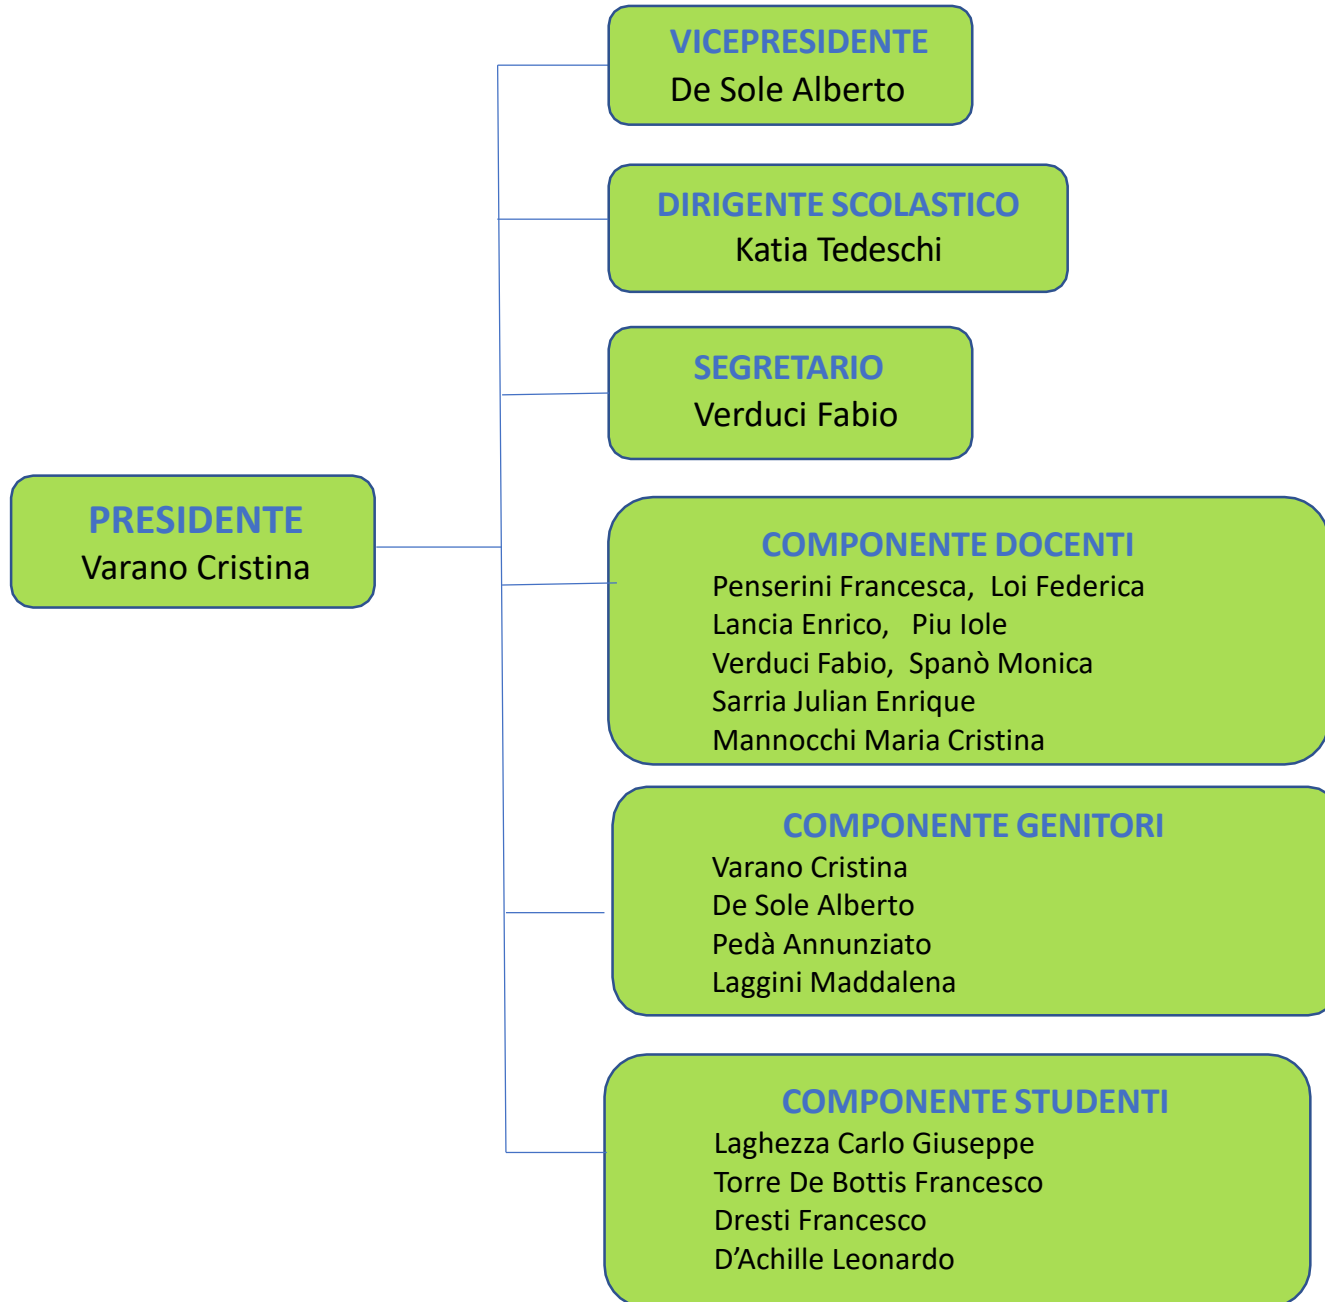 VICEPRESIDENTE
De Sole Alberto
DIRIGENTE SCOLASTICO
Katia Tedeschi
SEGRETARIO
Verduci Fabio
PRESIDENTE
Varano Cristina
COMPONENTE DOCENTI
Penserini Francesca, Loi Federica
Lancia Enrico, Piu Iole
Verduci Fabio, Spanò Monica
Sarria Julian Enrique
Mannocchi Maria Cristina
COMPONENTE GENITORI
Varano Cristina
De Sole Alberto
Pedà Annunziato
Laggini Maddalena
COMPONENTE STUDENTI
Laghezza Carlo Giuseppe
Torre De Bottis Francesco
Dresti Francesco
D’Achille Leonardo